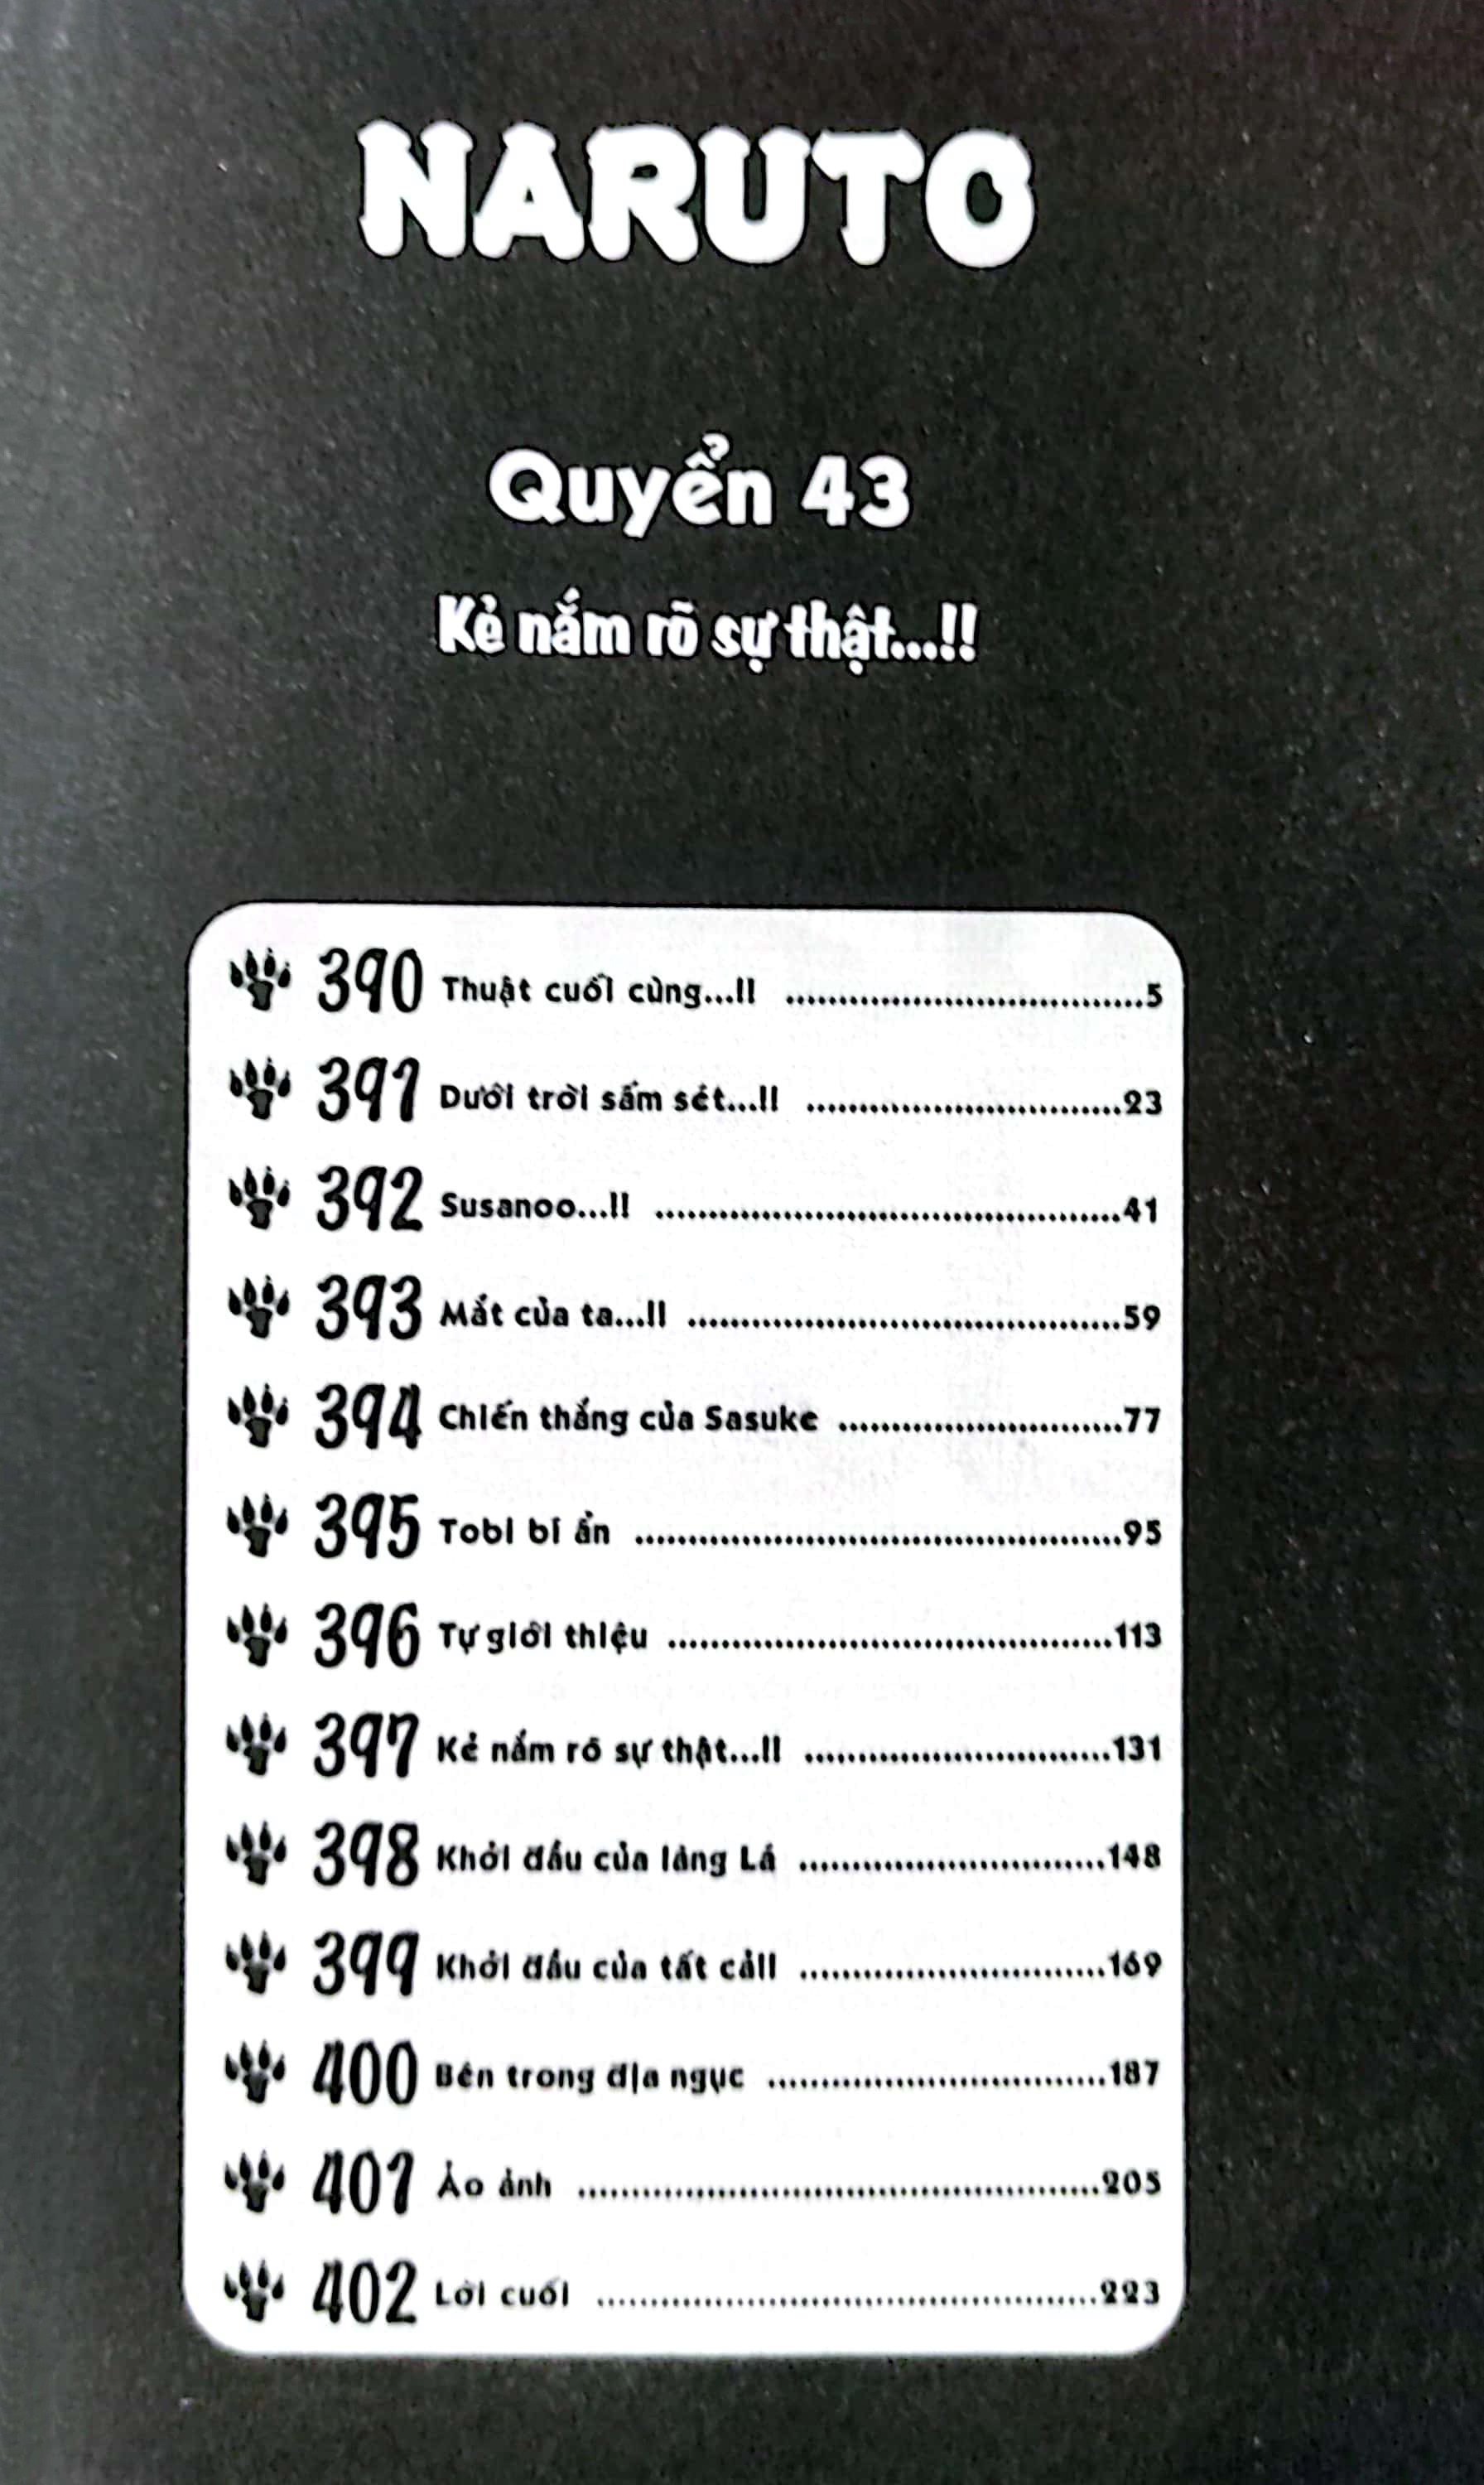 NARUTO
Quyển 43
Kẻ nắm rõ sự thật...!!
390 Thuật cuối cùng...!! ..................................5
391 Dưới trời sấm sét...!! ..............................23
392 Susanoo...!! ............................................41
393 Mắt của ta...!! .........................................59
394 Chiến thắng của Sasuke ...........................77
395 Tobi bí ẩn ..............................................95
396 Tự giới thiệu ..........................................113
397 Kẻ nắm rõ sự thật...!! .............................131
398 Khởi đầu của làng Lá .............................148
399 Khởi đầu của tất cả!! .............................169
400 Bên trong địa ngục ................................187
401 Ảo ảnh .................................................205
402 Lời cuối ...............................................223